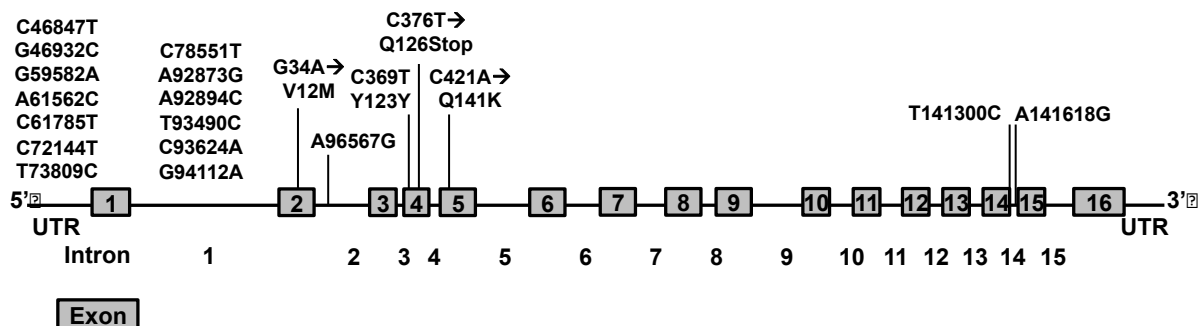 C46847T
G46932C
G59582A
A61562C
C61785T
C72144T
T73809C
C78551T
A92873G
A92894C
T93490C
C93624A
G94112A
G34A→
V12M
A96567G
C369T
Y123Y
C376T→
Q126Stop
C421A→
Q141K
T141300C A141618G
5' 1 2 3 4 5 6 7 8 9 10 11 12 13 14 15 16 3'
UTR UTR
Intron 1 2 3 4 5 6 7 8 9 10 11 12 13 14 15
Exon